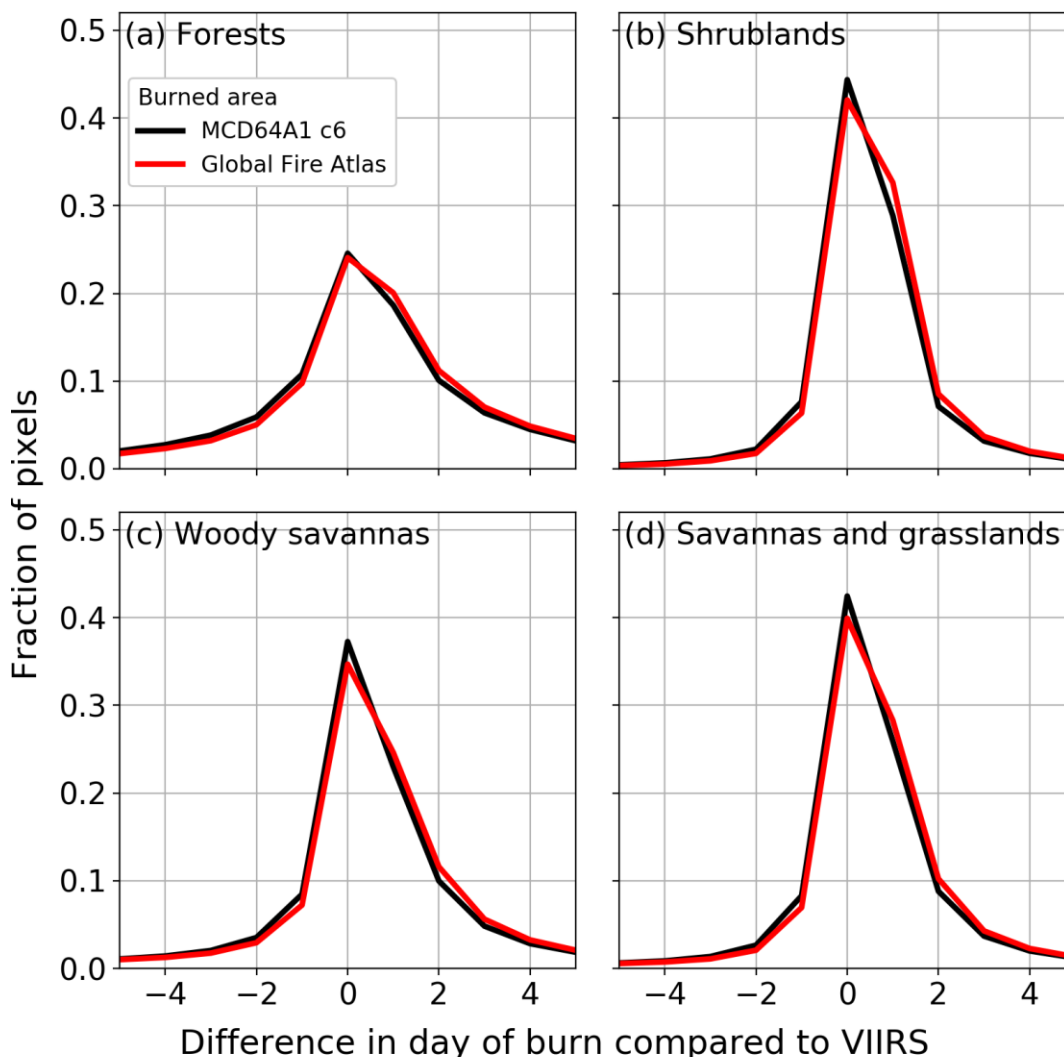 (a) Forests
(b) Shrublands
Burned area
MCD64A1 c6
Global Fire Atlas
0.5
0.4
0.3
0.2
0.1
0.0
(c) Woody savannas
(d) Savannas and grasslands
0.5
0.4
0.3
0.2
0.1
0.0
−4 −2 0 2 4
−4 −2 0 2 4
Fraction of pixels
Difference in day of burn compared to VIIRS